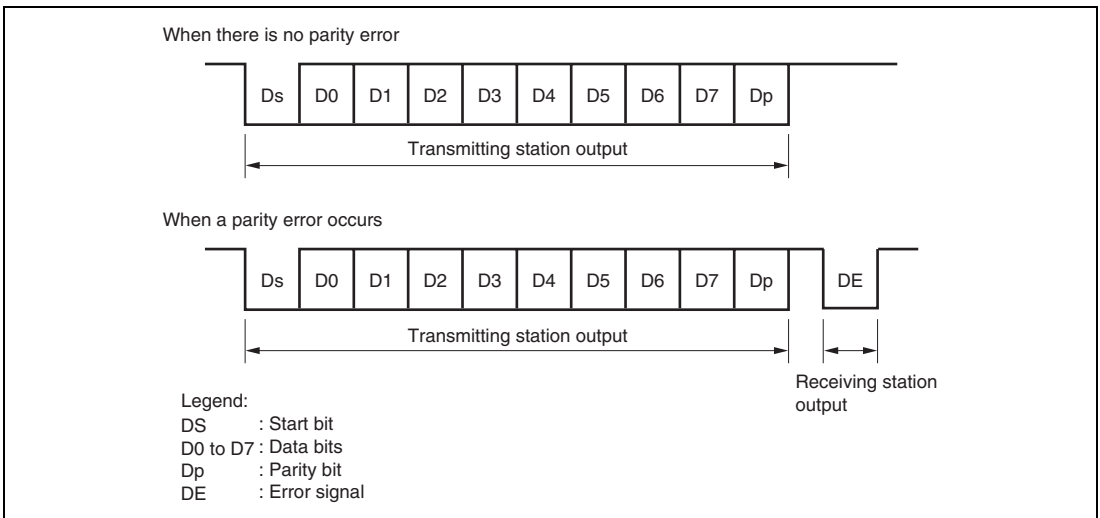 When there is no parity error
Ds D0 D1 D2 D3 D4 D5 D6 D7 Dp
Transmitting station output
When a parity error occurs
Ds D0 D1 D2 D3 D4 D5 D6 D7 Dp DE
Transmitting station output
Receiving station
output
Legend:
DS : Start bit
D0 to D7 : Data bits
Dp : Parity bit
DE : Error signal